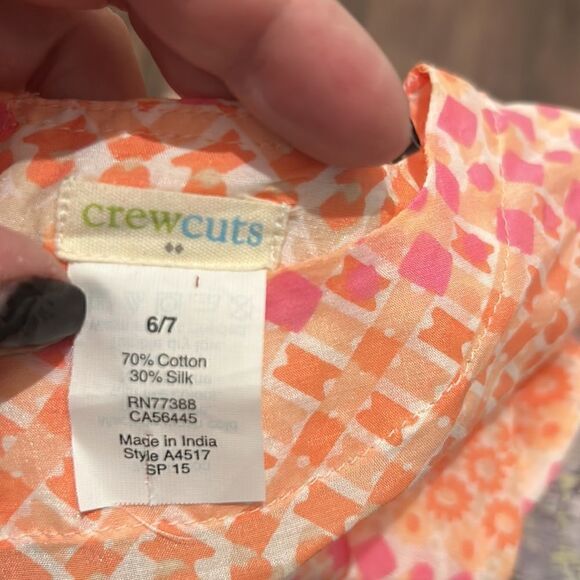 crewcuts
6/7
70% Cotton
30% Silk
RN77388
CA56445
Made in India
Style A4517
SP 15